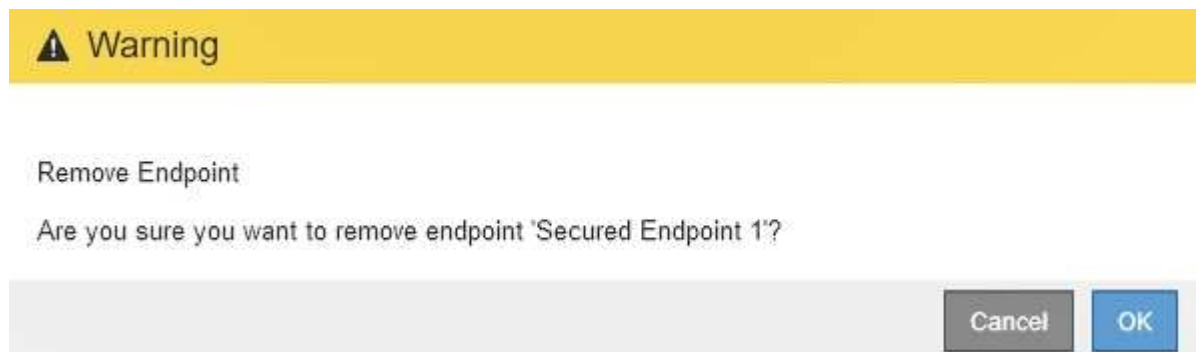 Warning
Remove Endpoint
Are you sure you want to remove endpoint 'Secured Endpoint 1'?
Cancel OK